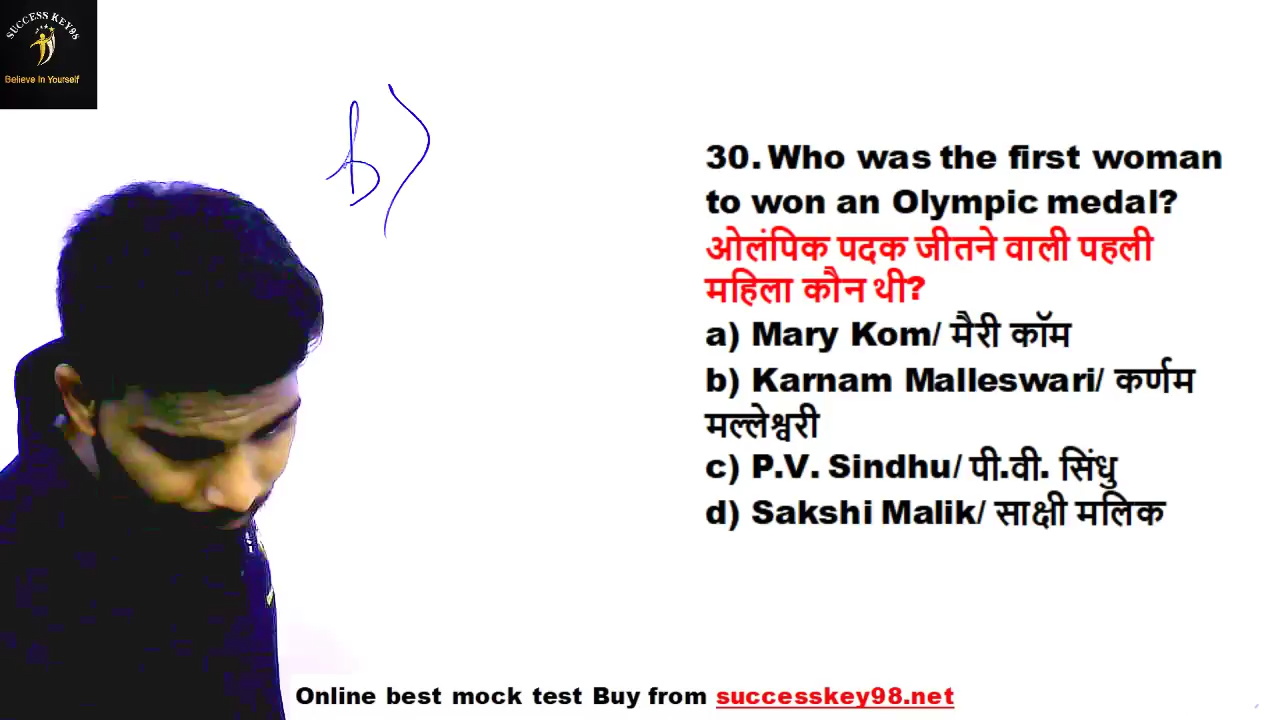 SUCCESS KEY98
Believe In Yourself
b)
30. Who was the first woman
to won an Olympic medal?
ओलंपिक पदक जीतने वाली पहली
महिला कौन थी?
a) Mary Kom/ मैरी कॉम
b) Karnam Malleswari/ कर्णम
मल्लेश्वरी
c) P.V. Sindhu/ पी.वी. सिंधु
d) Sakshi Malik/ साक्षी मलिक
Online best mock test Buy from successkey98.net